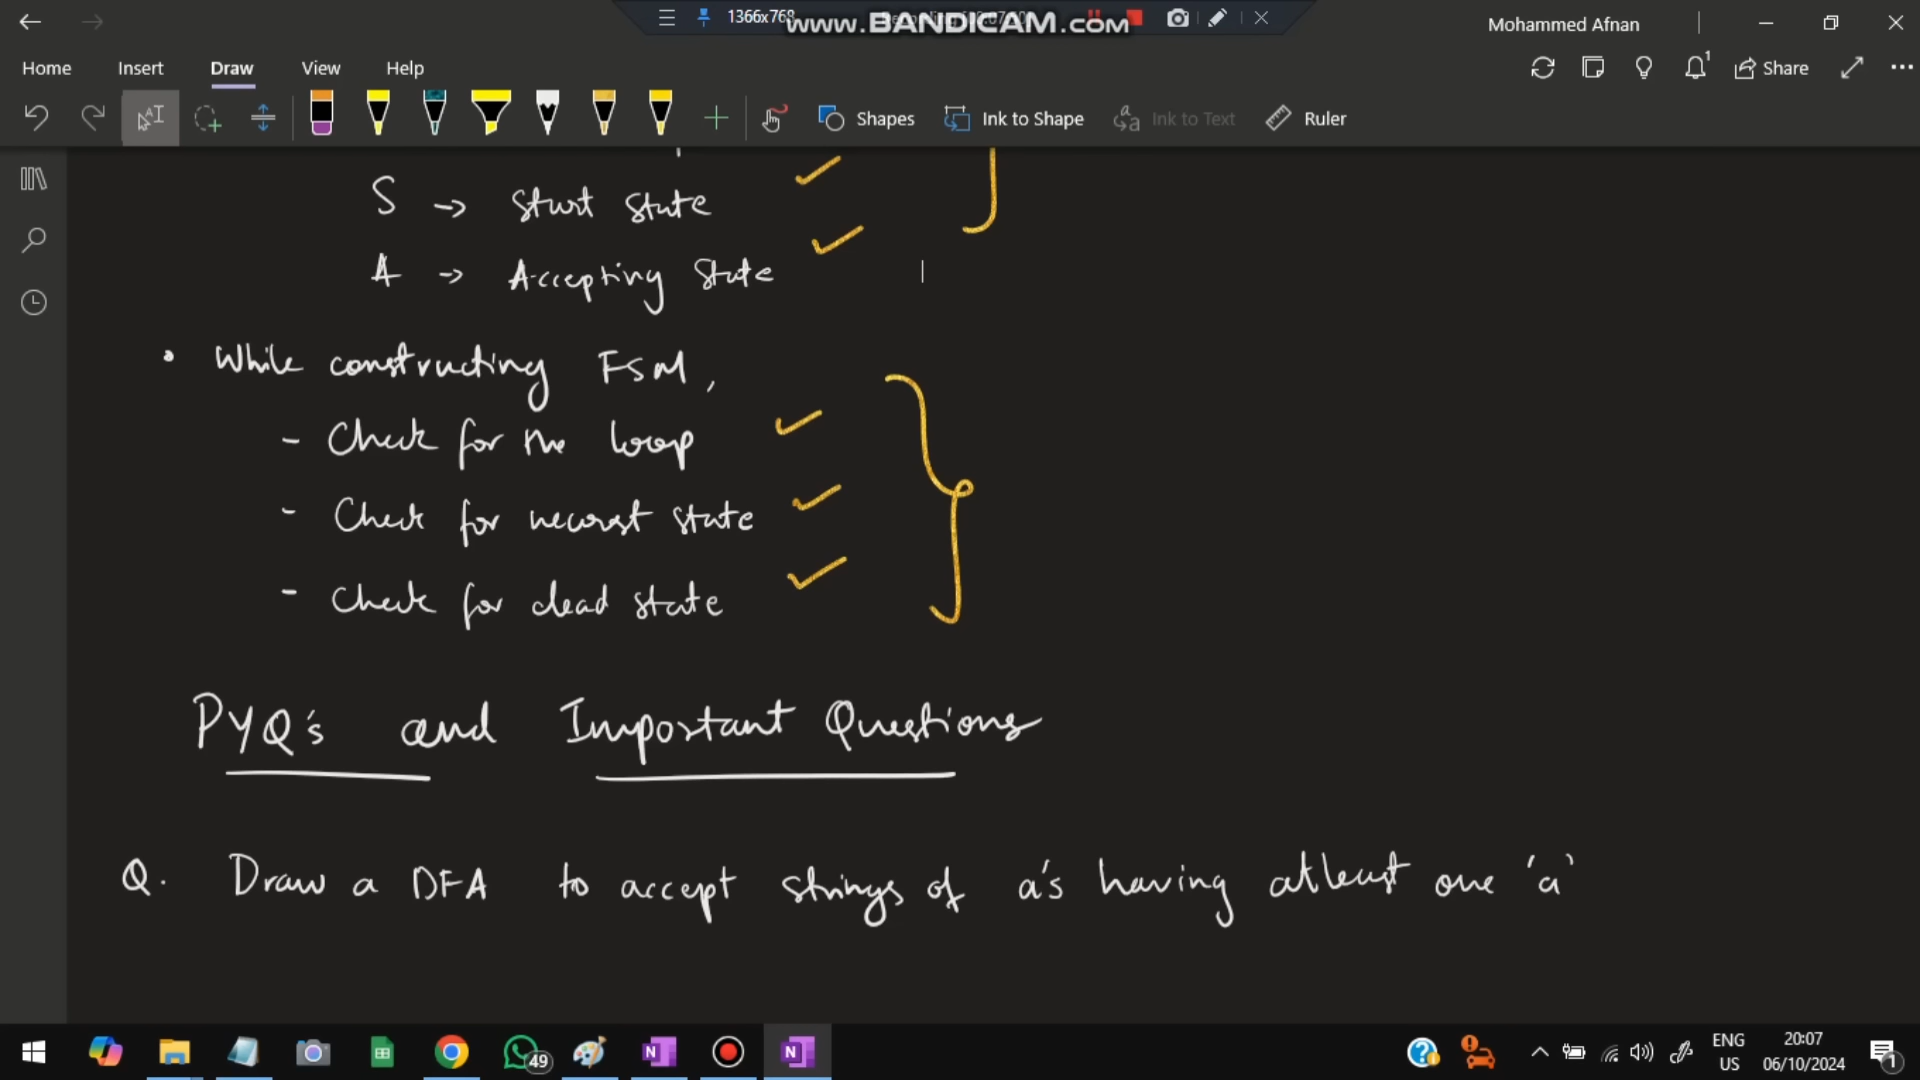 1366x768
www.BANDICAM.com
Mohammed Afnan
Home Insert Draw View Help
Share
Shapes Ink to Shape Ink to Text Ruler
S → Start State
A → Accepting State
• While constructing FSM,
- Check for the loop
- Check for nearest state
- Check for dead state
PYQ's and Important Questions
Q. Draw a DFA to accept strings of a's having atleast one 'a'
49
ENG
US
20:07
06/10/2024